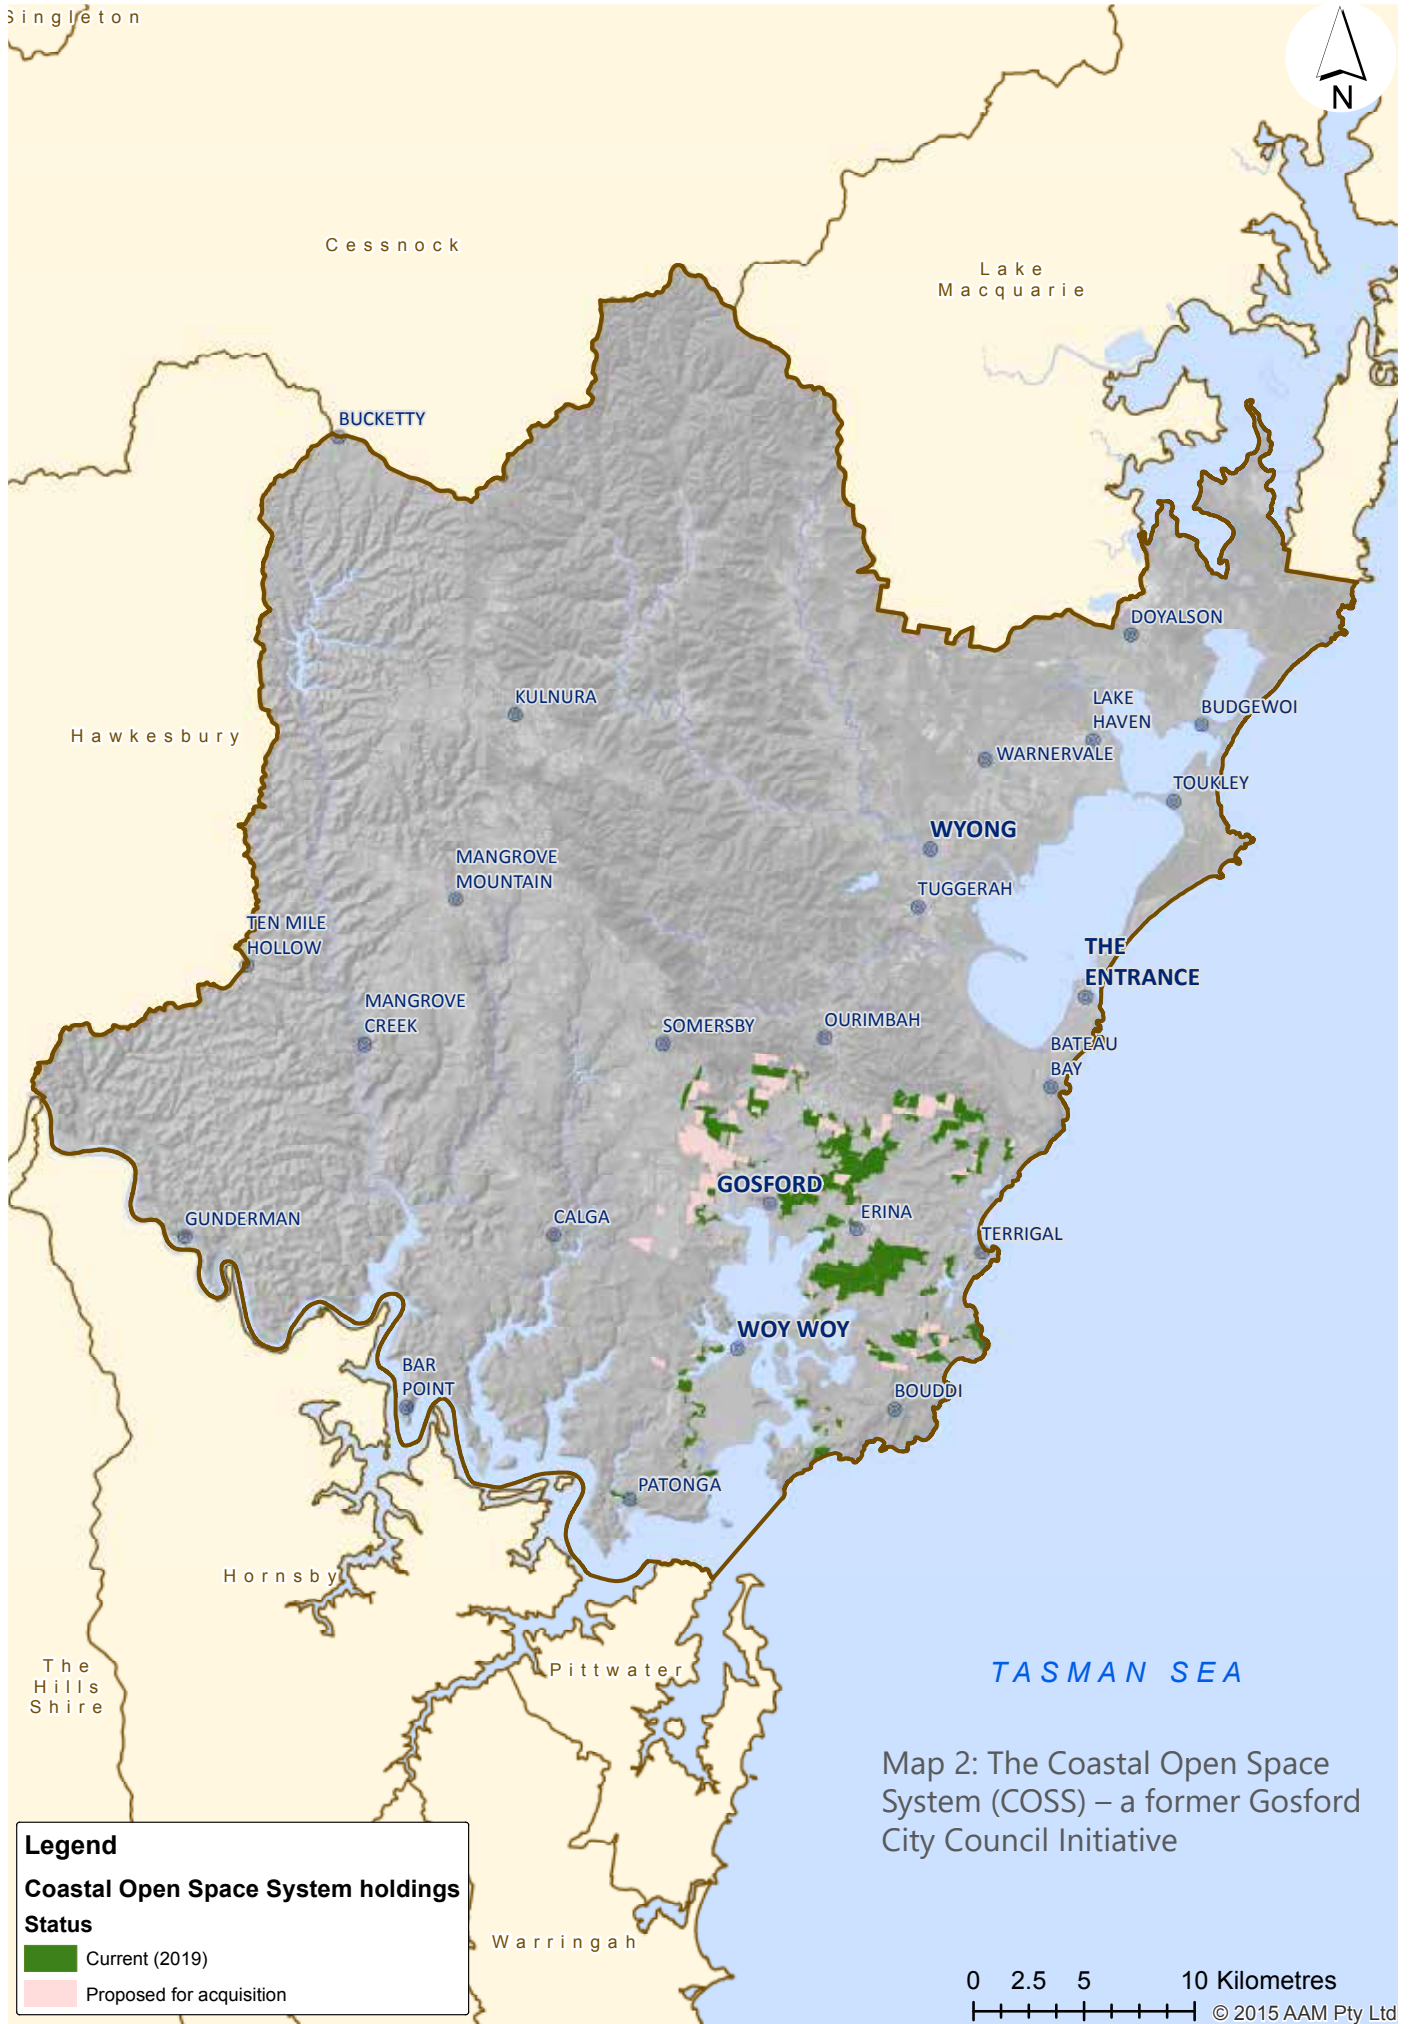 Singleton
N
Cessnock
Lake
Macquarie
BUCKETTY
DOYALSON
KULNURA
LAKE
HAVEN
BUDGEWOI
Hawkesbury
WARNERVALE
TOUKLEY
WYONG
MANGROVE
MOUNTAIN
TUGGERAH
TEN MILE
HOLLOW
THE
ENTRANCE
MANGROVE
CREEK
SOMERSBY
OURIMBAH
BATEAU
BAY
GOSFORD
GUNDERMAN
CALGA
ERINA
TERRIGAL
WOY WOY
BAR
POINT
BOUDDI
PATONGA
Hornsby
The
Hills
Shire
Pittwater
TASMAN SEA
Map 2: The Coastal Open Space
System (COSS) – a former Gosford
City Council Initiative
Legend
Coastal Open Space System holdings
Status
Current (2019)
Proposed for acquisition
Warringah
0 2.5 5 10 Kilometres
© 2015 AAM Pty Ltd